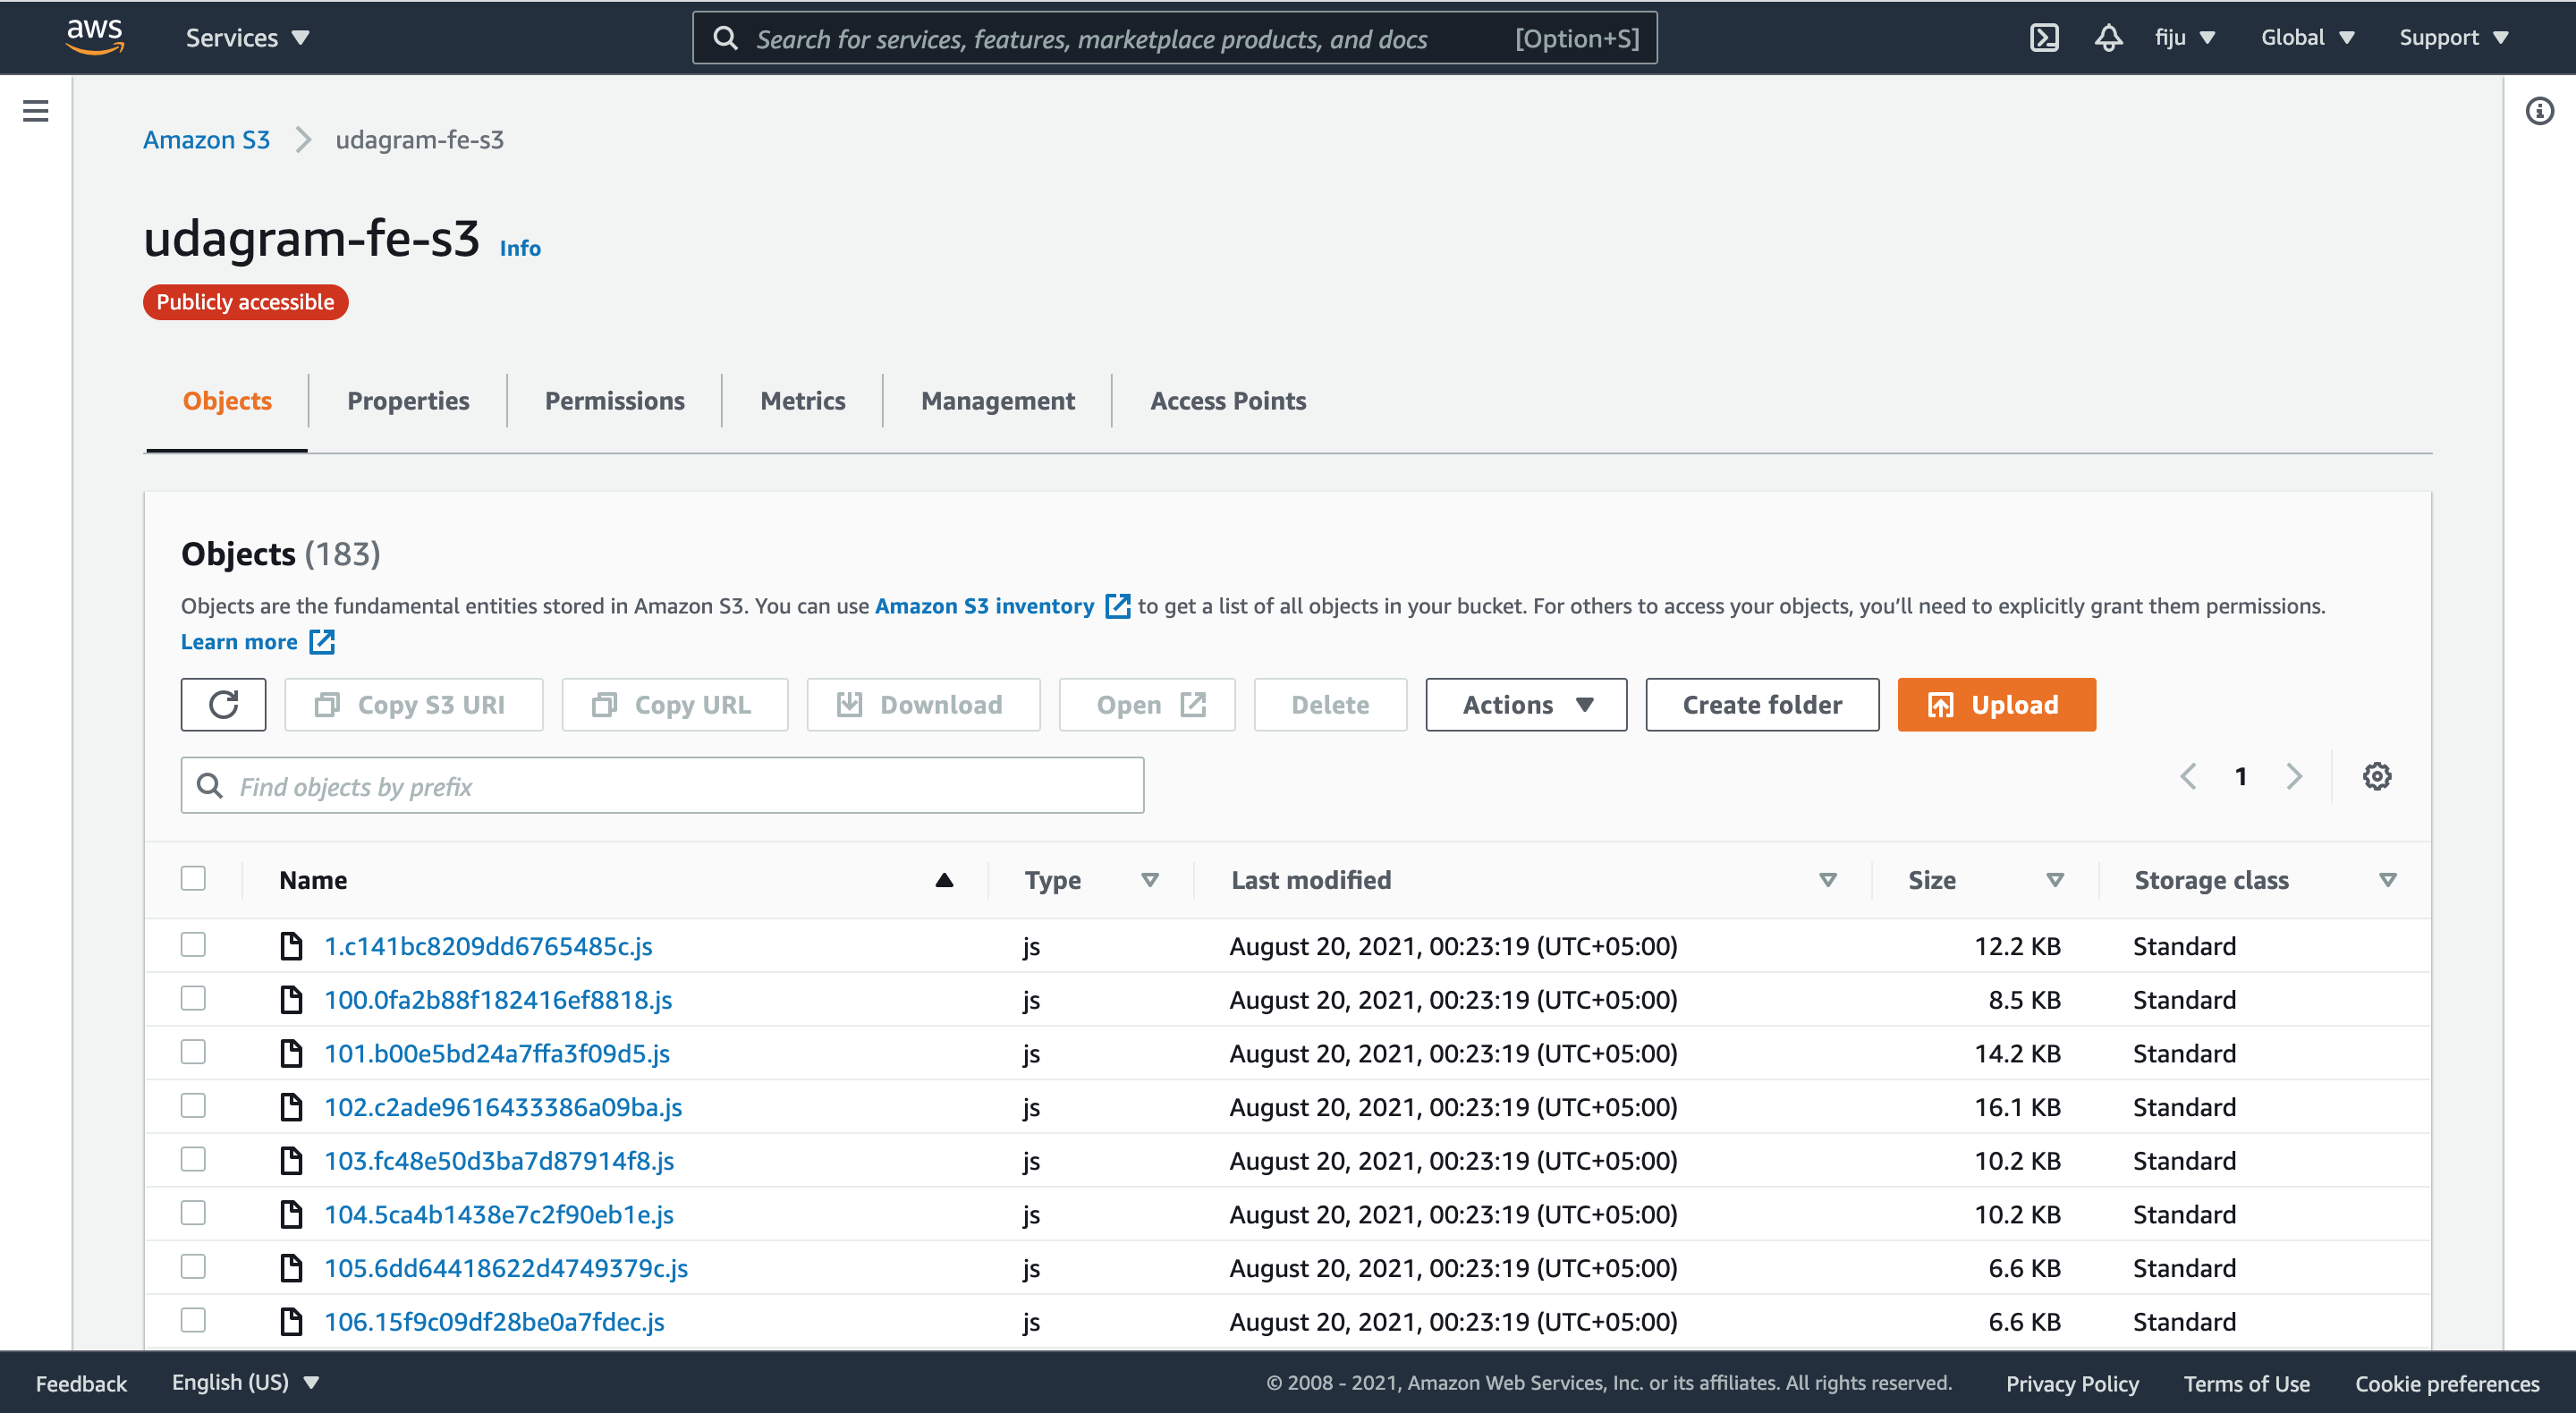 aws Services Search for services, features, marketplace products, and docs [Option+S] fiju Global Support
Amazon S3 udagram-fe-s3
udagram-fe-s3 Info
Publicly accessible
Objects Properties Permissions Metrics Management Access Points
Objects (183)
Objects are the fundamental entities stored in Amazon S3. You can use Amazon S3 inventory to get a list of all objects in your bucket. For others to access your objects, you’ll need to explicitly grant them permissions.
Learn more
Copy S3 URI Copy URL Download Open Delete Actions Create folder Upload
Find objects by prefix 1
Name Type Last modified Size Storage class
1.c141bc8209dd6765485c.js js August 20, 2021, 00:23:19 (UTC+05:00) 12.2 KB Standard
100.0fa2b88f182416ef8818.js js August 20, 2021, 00:23:19 (UTC+05:00) 8.5 KB Standard
101.b00e5bd24a7ffa3f09d5.js js August 20, 2021, 00:23:19 (UTC+05:00) 14.2 KB Standard
102.c2ade9616433386a09ba.js js August 20, 2021, 00:23:19 (UTC+05:00) 16.1 KB Standard
103.fc48e50d3ba7d87914f8.js js August 20, 2021, 00:23:19 (UTC+05:00) 10.2 KB Standard
104.5ca4b1438e7c2f90eb1e.js js August 20, 2021, 00:23:19 (UTC+05:00) 10.2 KB Standard
105.6dd64418622d4749379c.js js August 20, 2021, 00:23:19 (UTC+05:00) 6.6 KB Standard
106.15f9c09df28be0a7fdec.js js August 20, 2021, 00:23:19 (UTC+05:00) 6.6 KB Standard
Feedback English (US) © 2008 - 2021, Amazon Web Services, Inc. or its affiliates. All rights reserved. Privacy Policy Terms of Use Cookie preferences